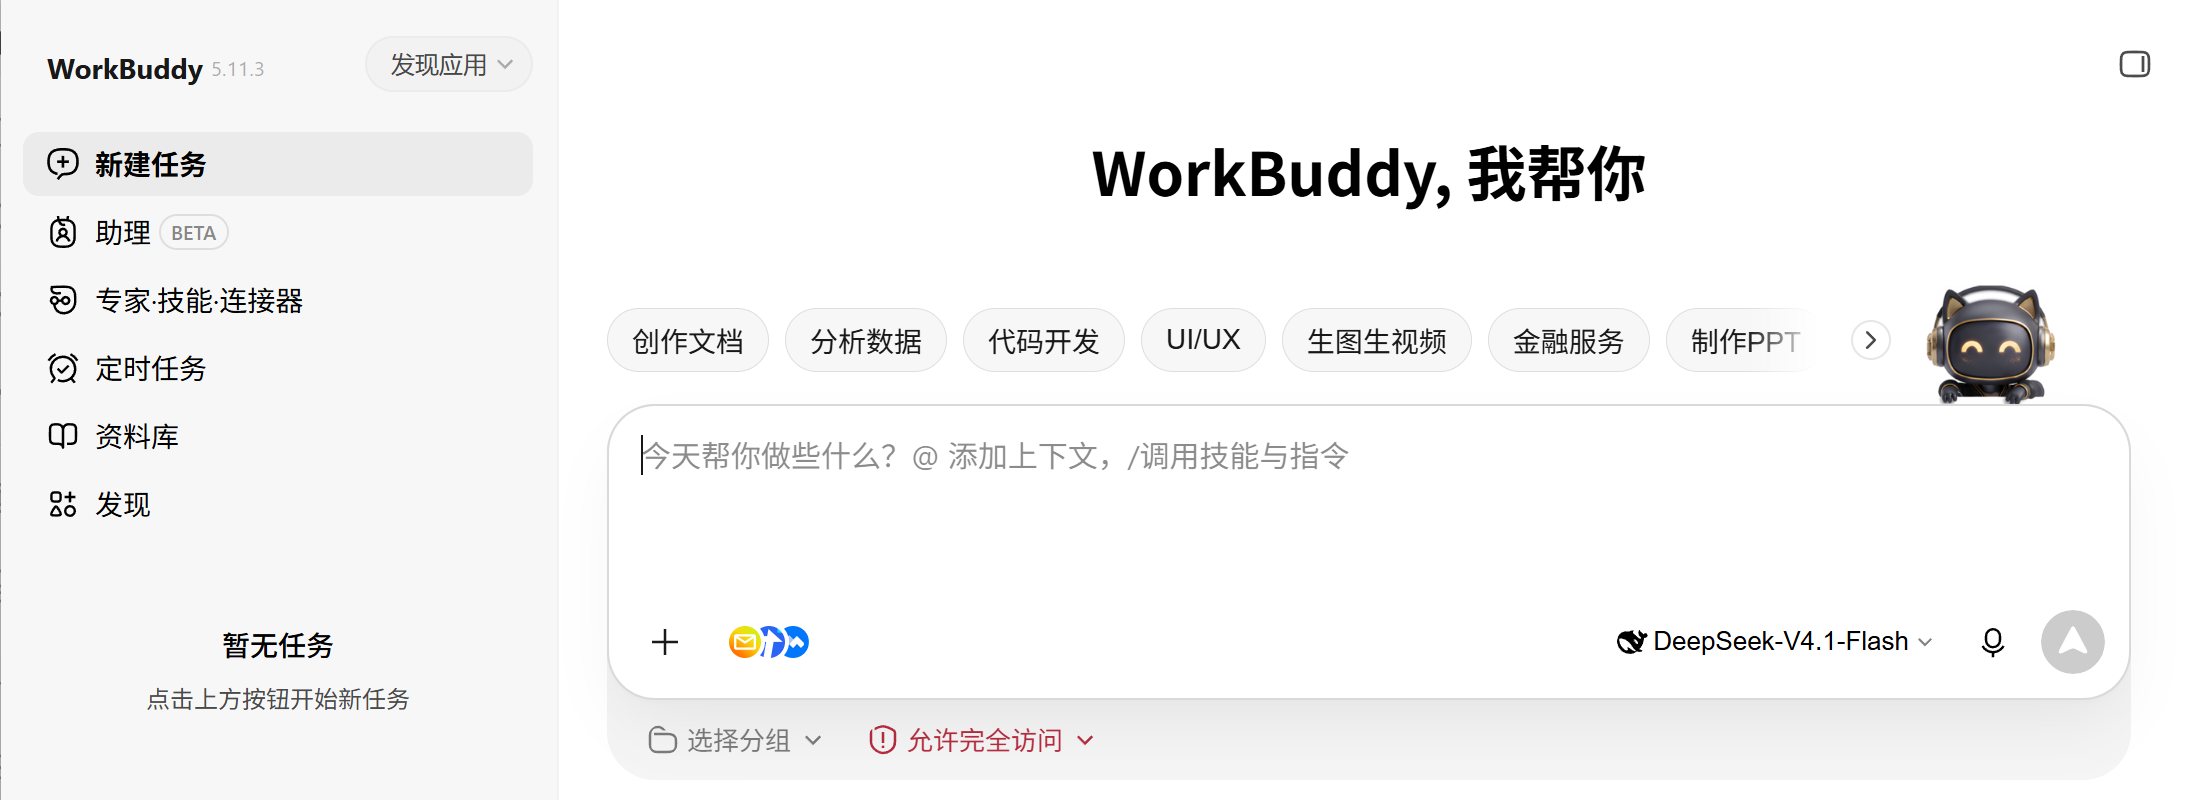 WorkBuddy 5.11.3
发现应用
新建任务
助理 BETA
专家·技能·连接器
定时任务
资料库
发现
暂无任务
点击上方按钮开始新任务
WorkBuddy, 我帮你
创作文档 分析数据 代码开发 UI/UX 生图生视频 金融服务 制作PPT
今天帮你做些什么？@ 添加上下文，/调用技能与指令
DeepSeek-V4.1-Flash
选择分组 允许完全访问